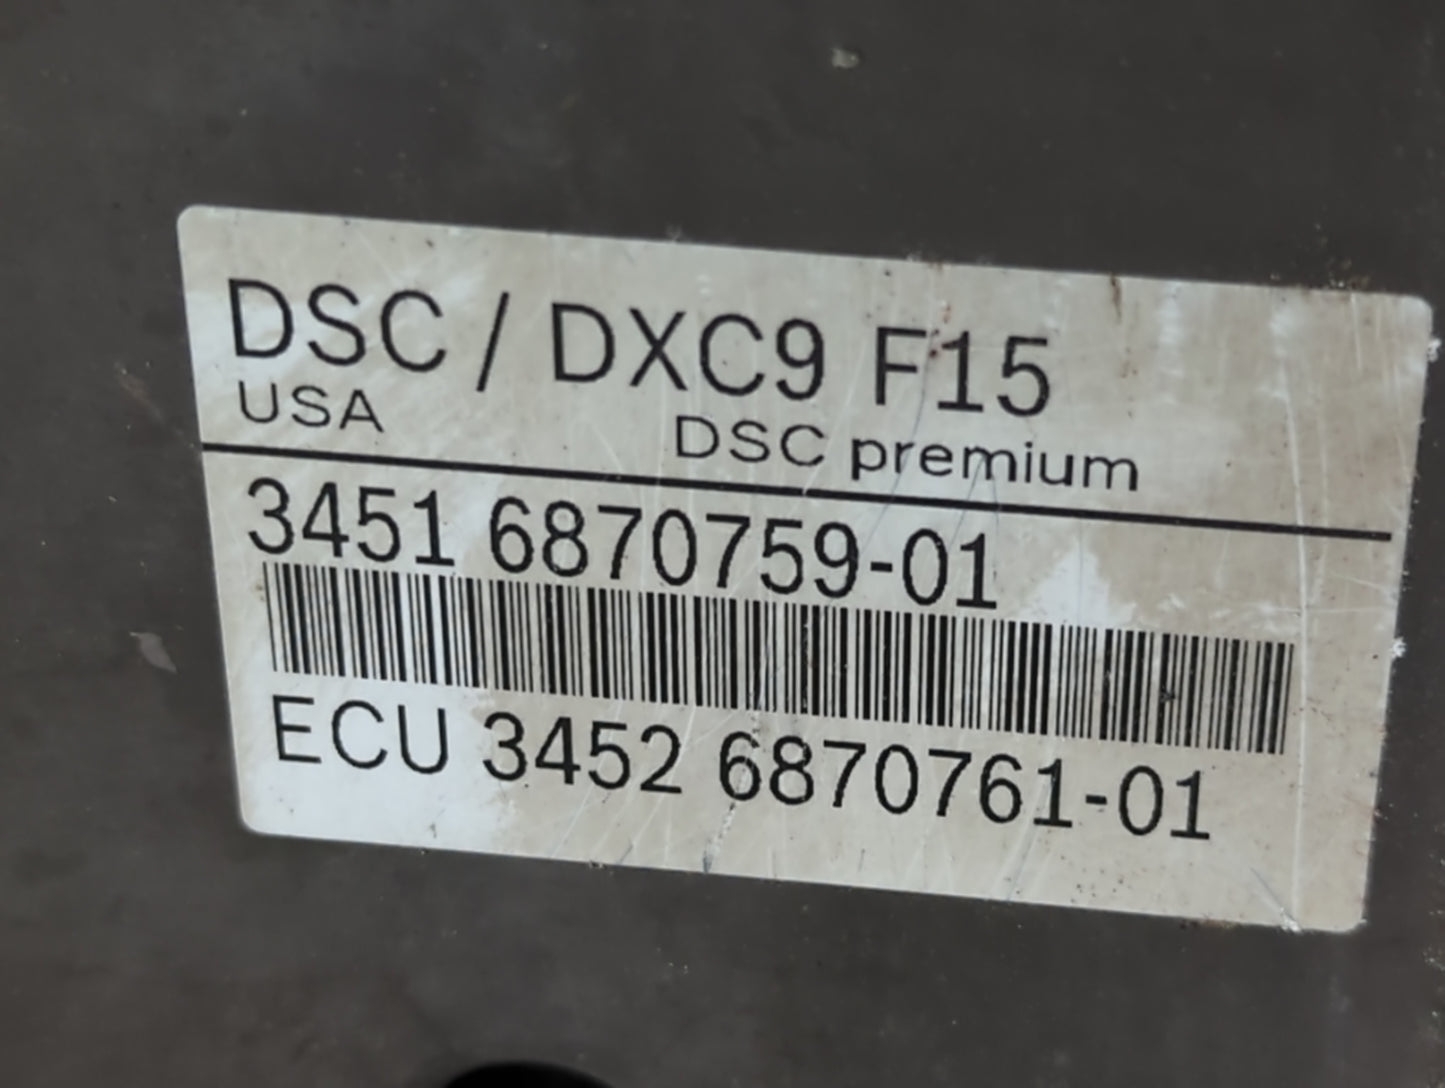 DSC / DXC9 F15
USA DSC premium
3451 6870759-01
ECU 3452 6870761-01